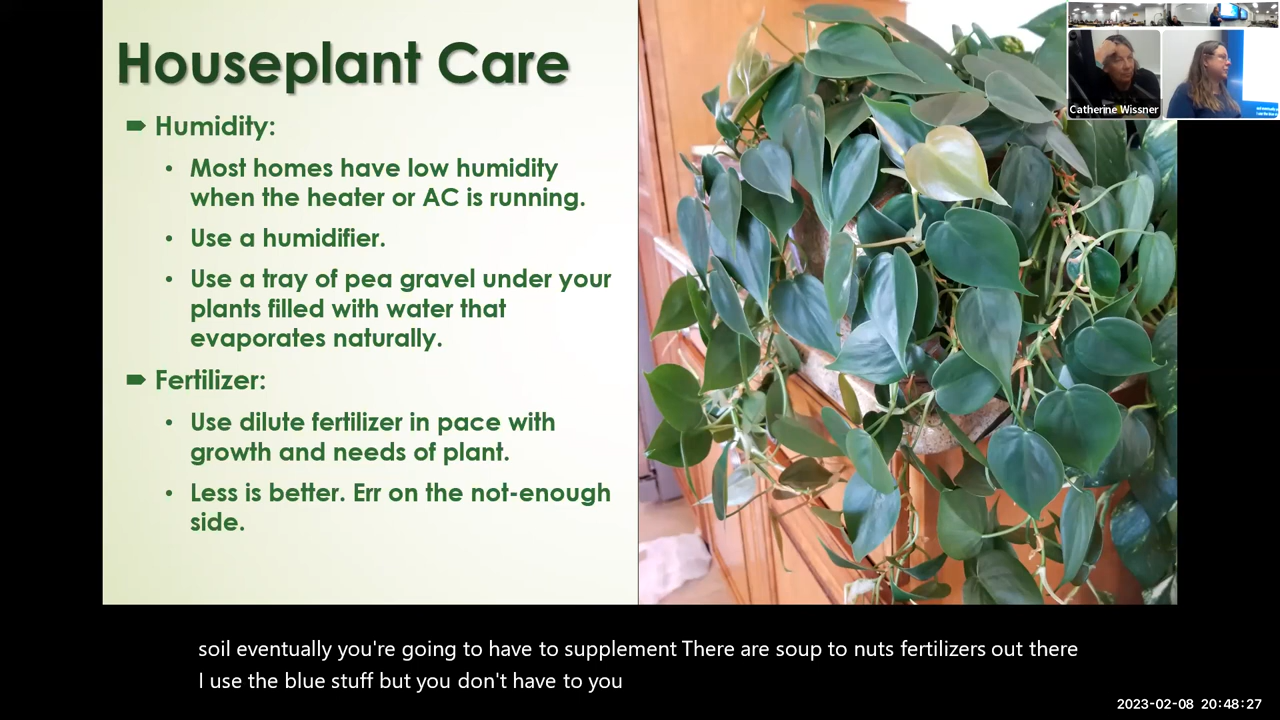 Houseplant Care
Humidity:
• Most homes have low humidity
when the heater or AC is running.
• Use a humidifier.
• Use a tray of pea gravel under your
plants filled with water that
evaporates naturally.
Fertilizer:
• Use dilute fertilizer in pace with
growth and needs of plant.
• Less is better. Err on the not-enough
side.
Catherine Wissner
soil eventually you're going to have to supplement There are soup to nuts fertilizers out there
I use the blue stuff but you don't have to you
2023-02-08 20:48:27